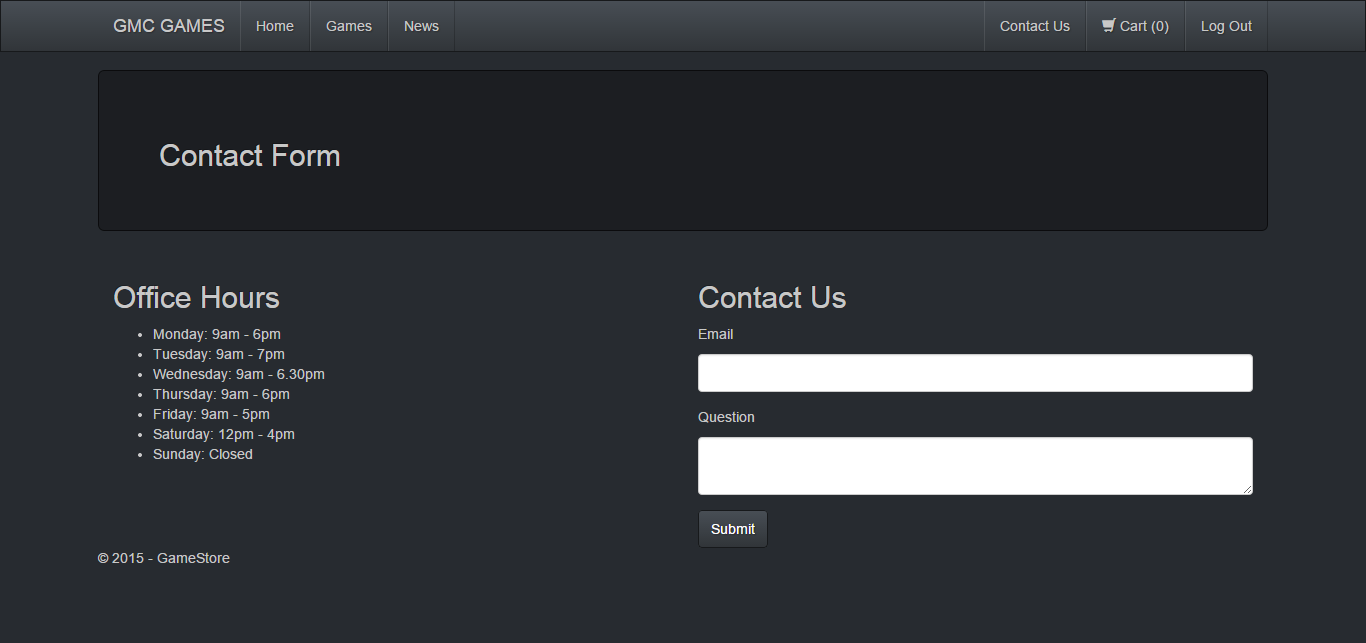 GMC GAMES Home Games News Contact Us Cart (0) Log Out
Contact Form
Office Hours
Monday: 9am - 6pm
Tuesday: 9am - 7pm
Wednesday: 9am - 6.30pm
Thursday: 9am - 6pm
Friday: 9am - 5pm
Saturday: 12pm - 4pm
Sunday: Closed
Contact Us
Email
Question
Submit
© 2015 - GameStore